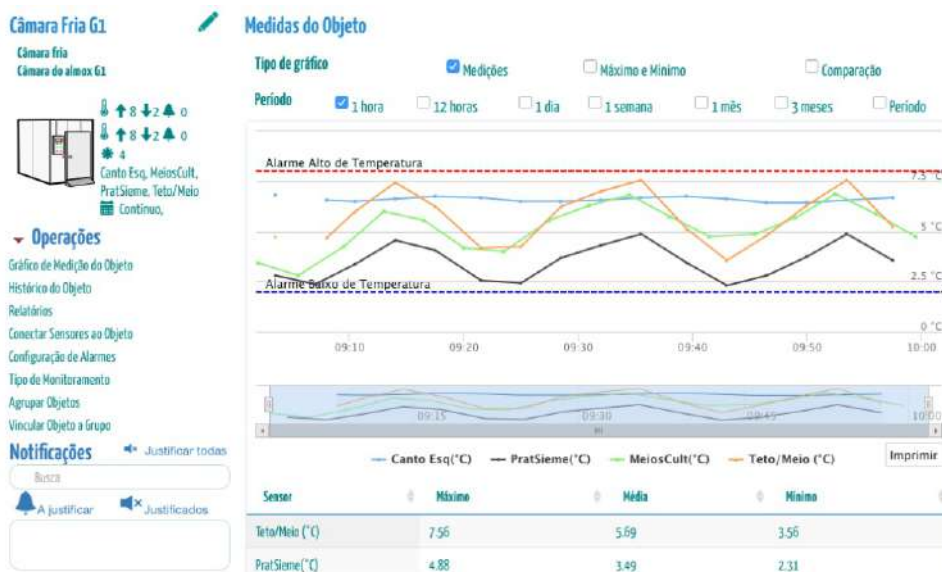 Câmara Fria G1
Câmara fria
Câmara do almox G1
8 2 0
8 2 0
4
Canto Esq, MeiosCult,
PratSieme, Teto/Meio
Contínuo,
Operações
Gráfico de Medição do Objeto
Histórico do Objeto
Relatórios
Conectar Sensores ao Objeto
Configuração de Alarmes
Tipo de Monitoramento
Agrupar Objetos
Vincular Objeto a Grupo
Notificações Justificar todas
Busca
A justificar Justificados
Medidas do Objeto
Tipo de gráfico Medições Máximo e Mínimo Comparação
Período 1 hora 12 horas 1 dia 1 semana 1 mês 3 meses Período
Alarme Alto de Temperatura
7.5 °C
5 °C
2.5 °C
Alarme Baixo de Temperatura
0 °C
09:10 09:20 09:30 09:40 09:50 10:00
09:15 09:30 09:45 10:00
Canto Esq(°C) PratSieme(°C) MeiosCult(°C) Teto/Meio (°C)
Imprimir
Sensor Máximo Média Mínimo
Teto/Meio (°C) 7.56 5.69 3.56
PratSieme(°C) 4.88 3.49 2.31